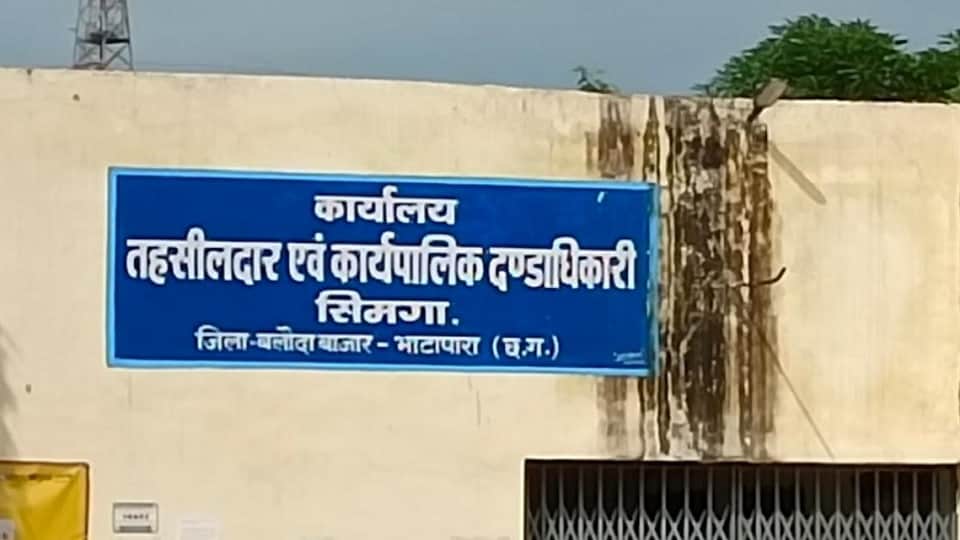 कार्यालय
तहसीलदार एवं कार्यपालिक दण्डाधिकारी
सिमगा.
जिला-बलौदा बाजार - भाटापारा (छ.ग.)